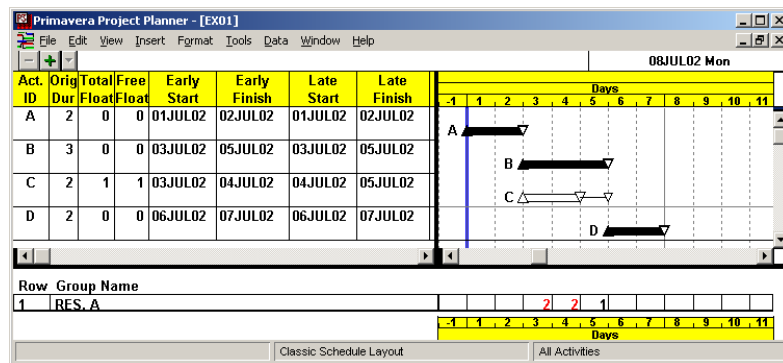 Primavera Project Planner - [EX01]
File Edit View Insert Format Tools Data Window Help
08JUL02 Mon
Act. Orig Total Free Early Early Late Late
ID Dur Float Float Start Finish Start Finish
Days
-1 1 2 3 4 5 6 7 8 9 10 11
A 2 0 0 01JUL02 02JUL02 01JUL02 02JUL02 A
B 3 0 0 03JUL02 05JUL02 03JUL02 05JUL02 B
C 2 1 1 03JUL02 04JUL02 04JUL02 05JUL02 C
D 2 0 0 06JUL02 07JUL02 06JUL02 07JUL02 D
Row Group Name
1 RES. A 2 2 1
-1 1 2 3 4 5 6 7 8 9 10 11
Days
Classic Schedule Layout All Activities